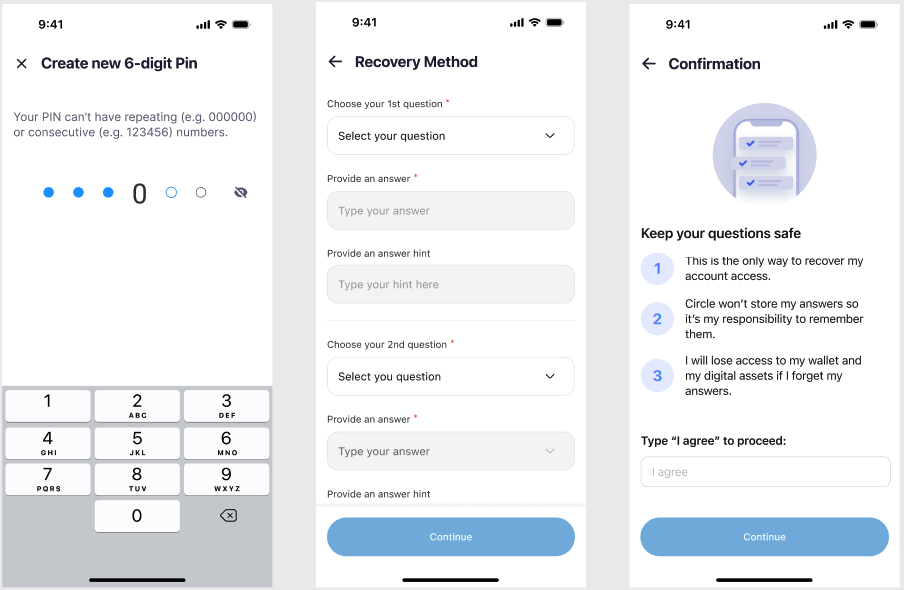 9:41
Create new 6-digit Pin
Your PIN can't have repeating (e.g. 000000)
or consecutive (e.g. 123456) numbers.
0
1
2
ABC
3
DEF
4
GHI
5
JKL
6
MNO
7
PQRS
8
TUV
9
WXYZ
0
9:41
Recovery Method
Choose your 1st question *
Select your question
Provide an answer *
Type your answer
Provide an answer hint
Type your hint here
Choose your 2nd question *
Select you question
Provide an answer *
Type your answer
Provide an answer hint
Continue
9:41
Confirmation
Keep your questions safe
1
This is the only way to recover my
account access.
2
Circle won't store my answers so
it's my responsibility to remember
them.
3
I will lose access to my wallet and
my digital assets if I forget my
answers.
Type “I agree” to proceed:
I agree
Continue